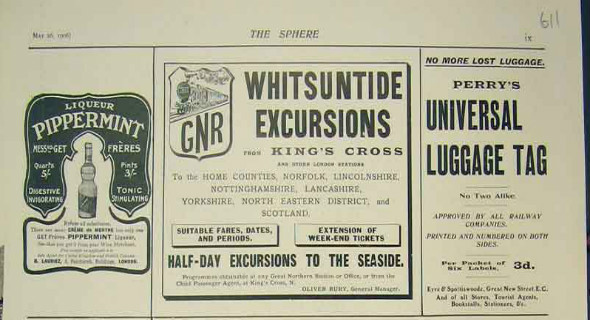 611
MAY 26, 1906]
THE SPHERE
ix
LIQUEUR
PIPPERMINT
MESSRS GET FRÈRES
Quarts 5/-
Pints 3/-
DIGESTIVE INVIGORATING
TONIC STIMULATING
Beware of substitutes.
There are many CRÈME de MENTHE but only one
GET Frères PIPPERMINT Liqueur,
See that you get it from your Wine Merchant.
LONDON.
GNR
WHITSUNTIDE
EXCURSIONS
FROM KING'S CROSS
AND OTHER LONDON STATIONS
To the HOME COUNTIES, NORFOLK, LINCOLNSHIRE,
NOTTINGHAMSHIRE, LANCASHIRE,
YORKSHIRE, NORTH EASTERN DISTRICT, and
SCOTLAND.
SUITABLE FARES, DATES,
AND PERIODS.
EXTENSION OF
WEEK-END TICKETS
HALF-DAY EXCURSIONS TO THE SEASIDE.
Programmes obtainable at any Great Northern Station or Office, or from the
Chief Passenger Agent, at King's Cross, N.
OLIVER BURY, General Manager.
NO MORE LOST LUGGAGE.
PERRY'S
UNIVERSAL
LUGGAGE TAG
No Two Alike.
APPROVED BY ALL RAILWAY
COMPANIES.
PRINTED AND NUMBERED ON BOTH
SIDES.
Per Packet of
Six Labels, 3d.
Eyre & Spottiswoode, Great New Street, E.C.
And of all Stores, Tourist Agents,
Bookstalls, Stationers, &c.